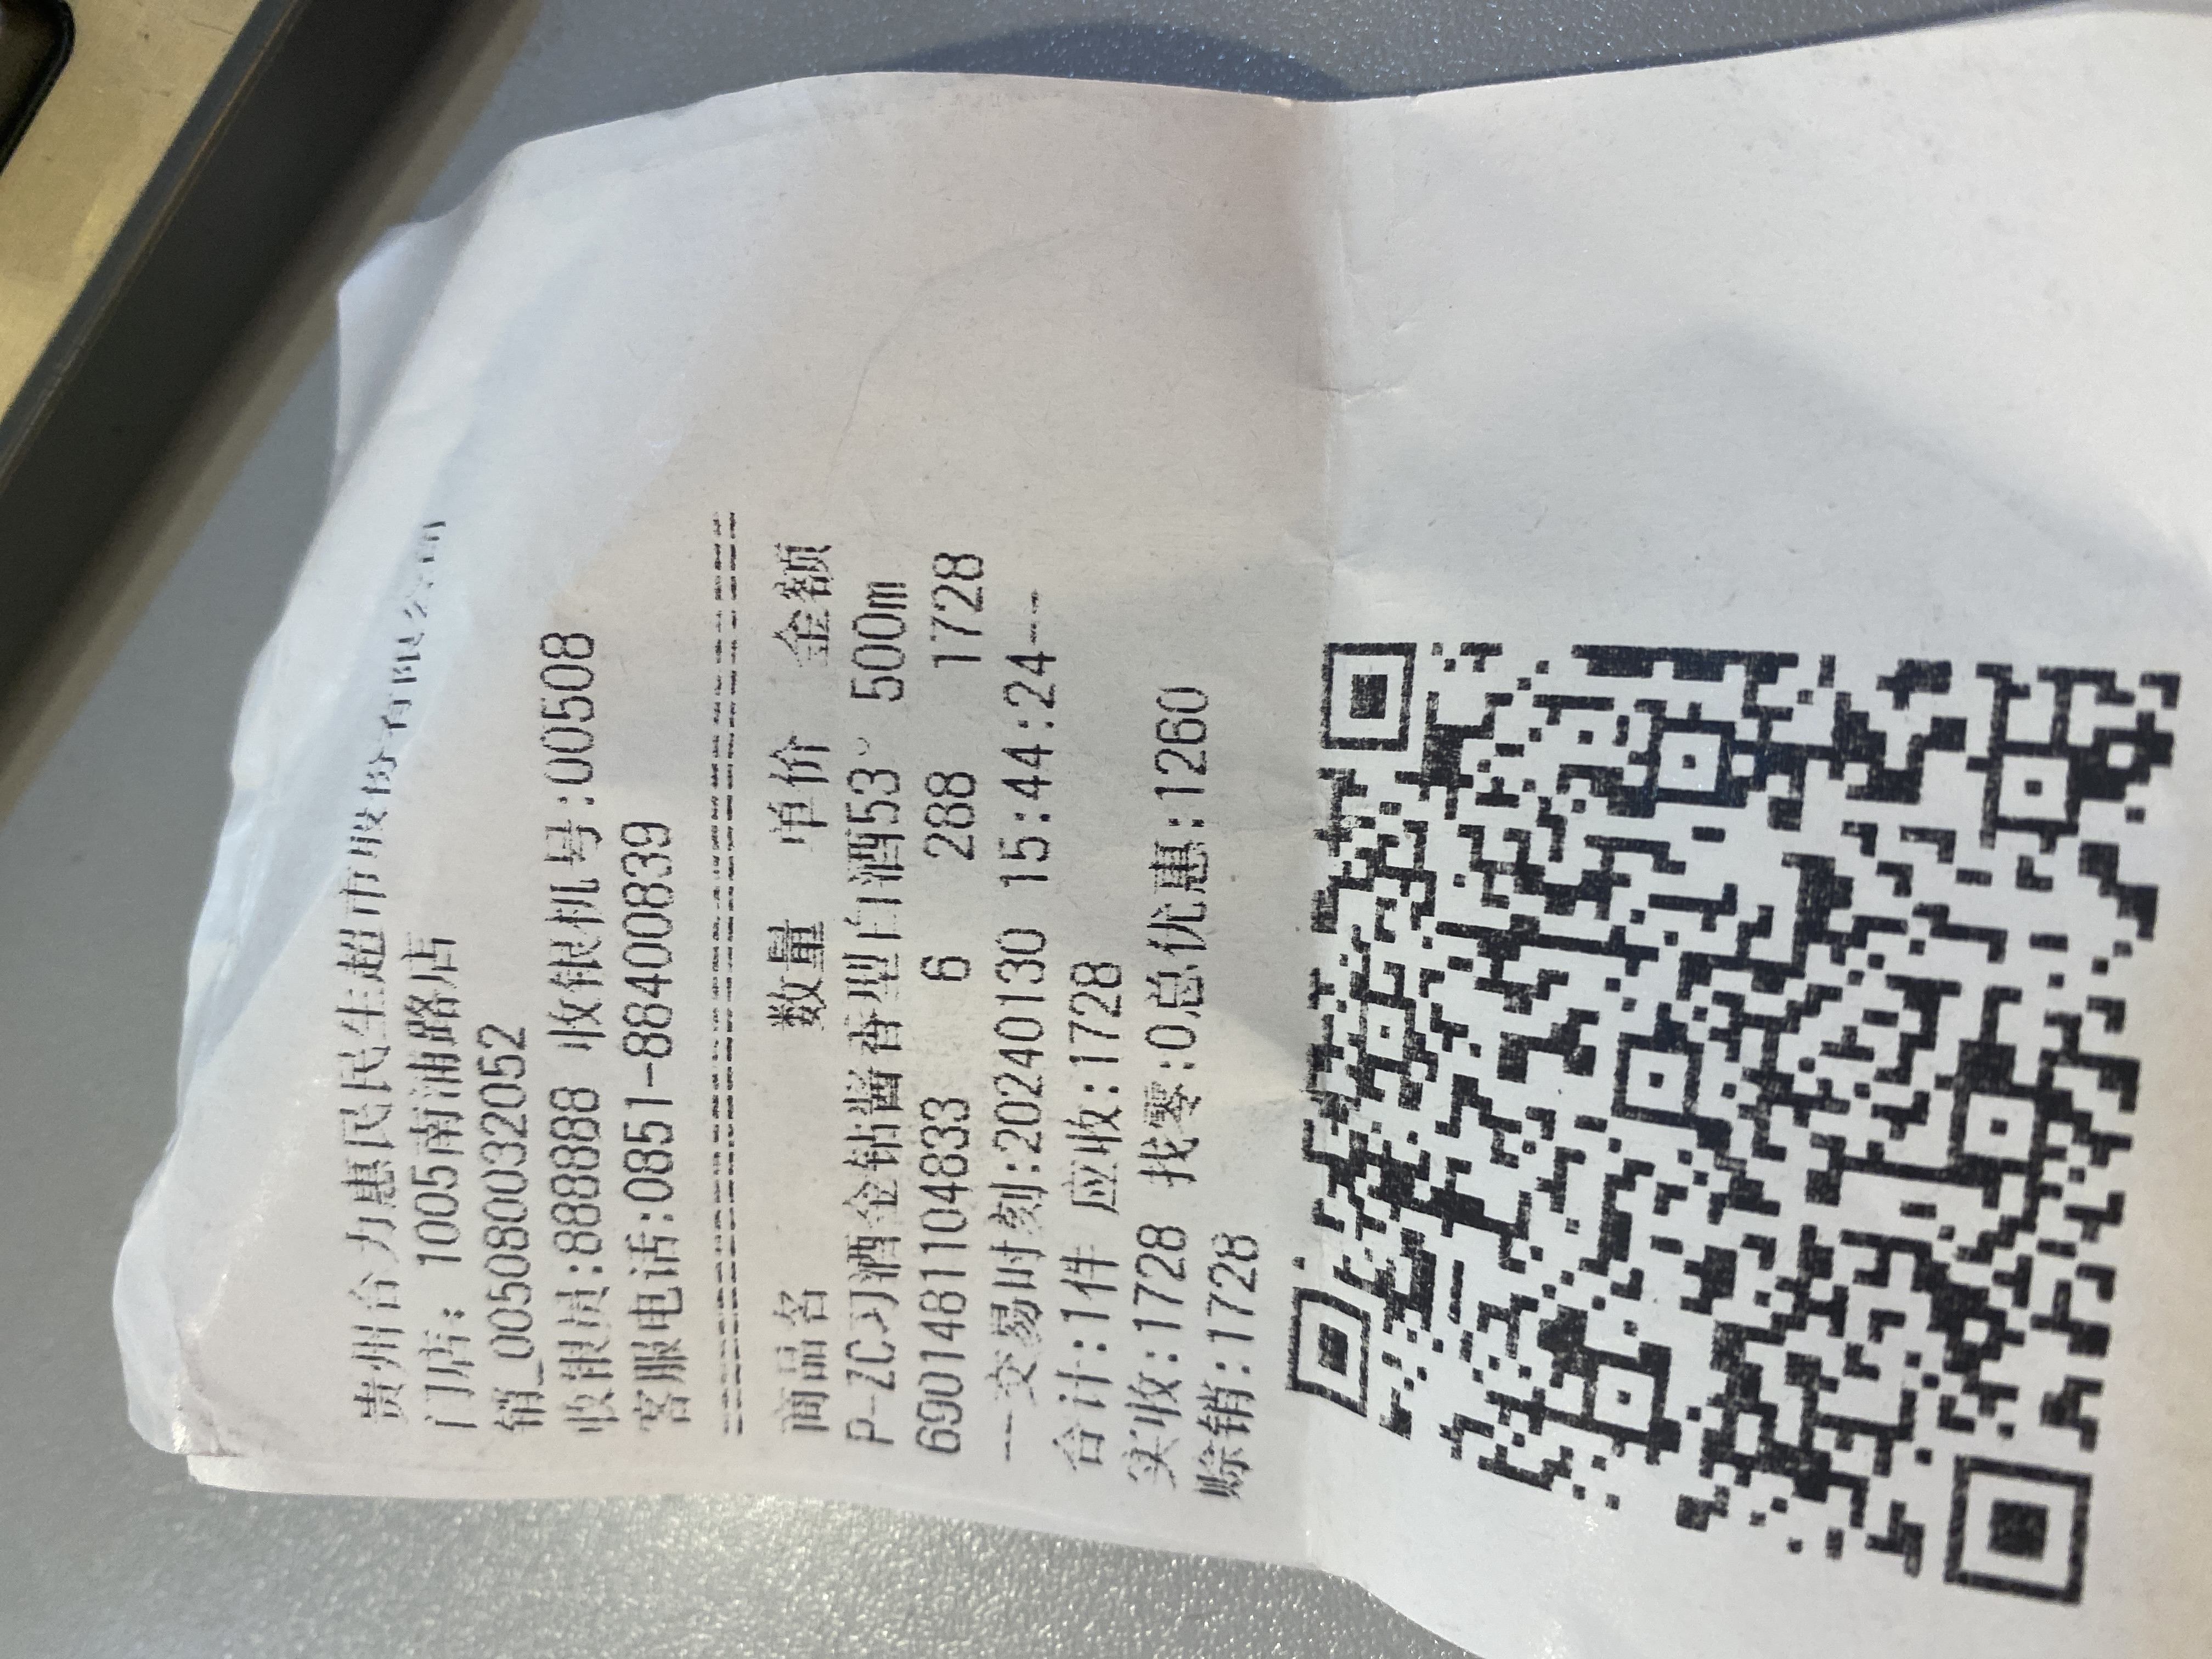 贵州合力惠民民生超市股份有限公司
门店: 1005南浦路店
销_005080032052
收银员:888888 收银机号:00508
客服电话:0851-88400839
================================
商品名 数量 单价 金额
P-ZC习酒金钻酱香型白酒53° 500m
6901481104833 6 288 1728
--交易时刻:20240130 15:44:24--
合计:1件 应收:1728
实收:1728 找零:0总优惠:1260
赊销:1728